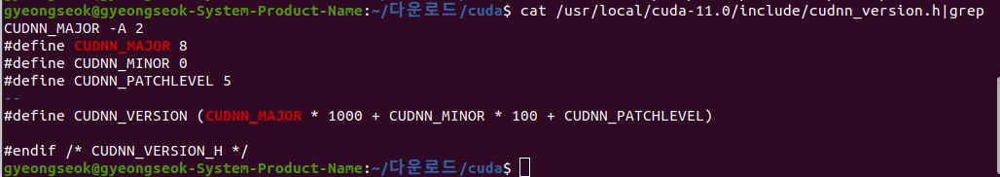 gyeongseok@gyeongseok-System-Product-Name:~/다운로드/cuda$ cat /usr/local/cuda-11.0/include/cudnn_version.h|grep
CUDNN_MAJOR -A 2
#define CUDNN_MAJOR 8
#define CUDNN_MINOR 0
#define CUDNN_PATCHLEVEL 5
--
#define CUDNN_VERSION (CUDNN_MAJOR * 1000 + CUDNN_MINOR * 100 + CUDNN_PATCHLEVEL)
#endif /* CUDNN_VERSION_H */
gyeongseok@gyeongseok-System-Product-Name:~/다운로드/cuda$